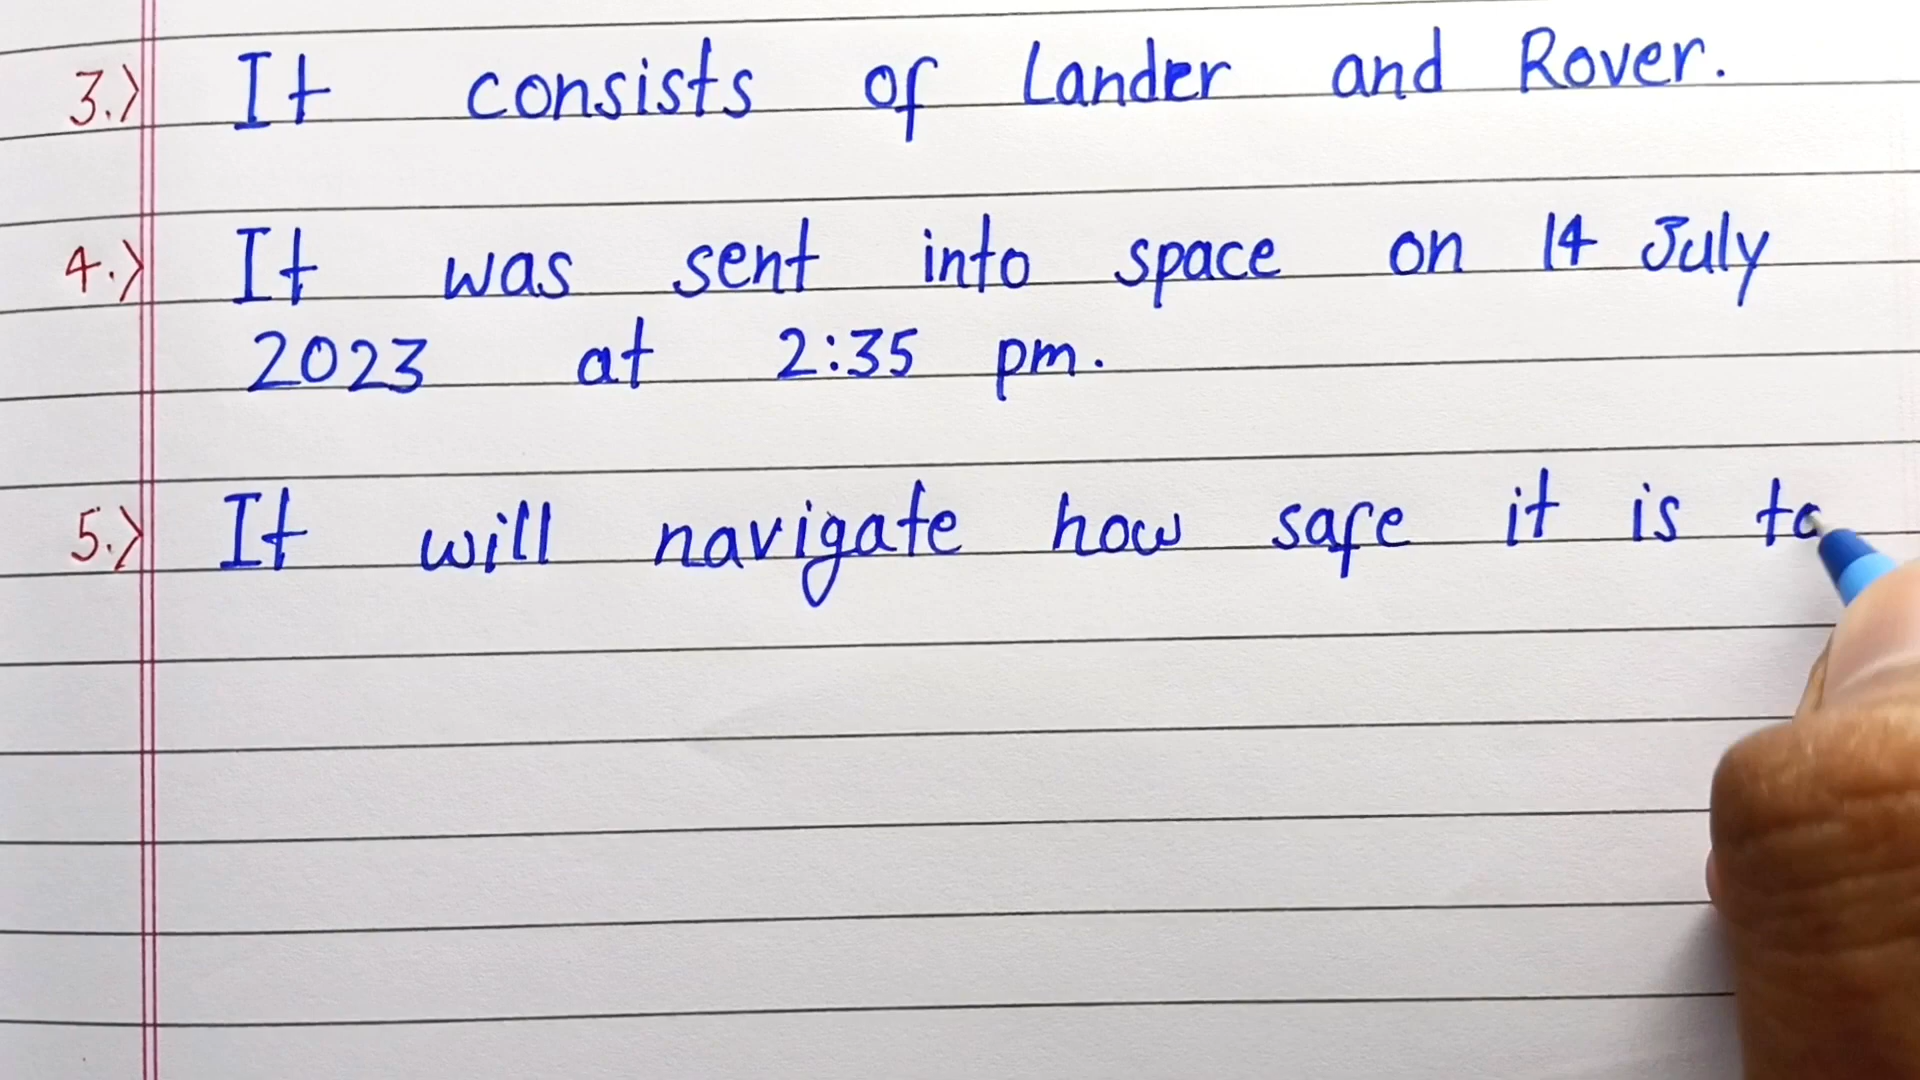 3.) It consists of Lander and Rover.
4.) It was sent into space on 14 July
2023 at 2:35 pm.
5.) It will navigate how safe it is to